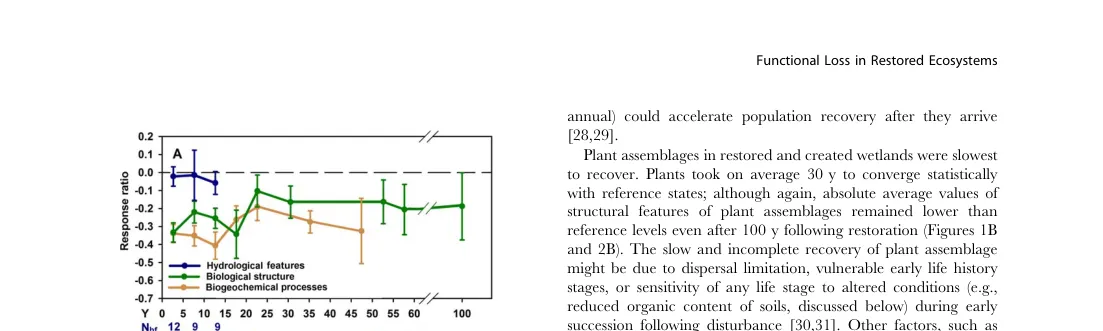 Functional Loss in Restored Ecosystems
0.2
0.1
0.0
-0.1
-0.2
-0.3
-0.4
-0.5
-0.6
-0.7
Response ratio
A
Hydrological features
Biological structure
Biogeochemical processes
Y 0 5 10 15 20 25 30 35 40 45 50 55 60 100
N 12 9 9
annual) could accelerate population recovery after they arrive
[28,29].
Plant assemblages in restored and created wetlands were slowest
to recover. Plants took on average 30 y to converge statistically
with reference states; although again, absolute average values of
structural features of plant assemblages remained lower than
reference levels even after 100 y following restoration (Figures 1B
and 2B). The slow and incomplete recovery of plant assemblage
might be due to dispersal limitation, vulnerable early life history
stages, or sensitivity of any life stage to altered conditions (e.g.,
reduced organic content of soils, discussed below) during early
succession following disturbance [30,31]. Other factors, such as